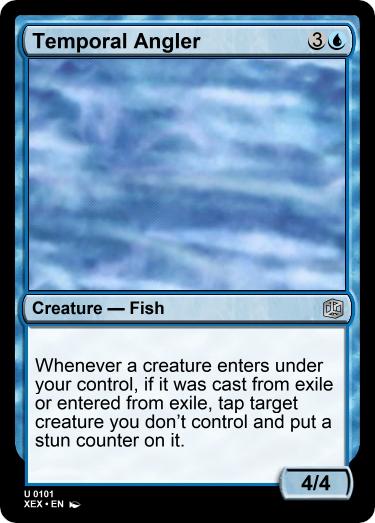 Temporal Angler 3
Creature — Fish
Whenever a creature enters under
your control, if it was cast from exile
or entered from exile, tap target
creature you don't control and put a
stun counter on it.
4/4
U 0101
XEX • EN